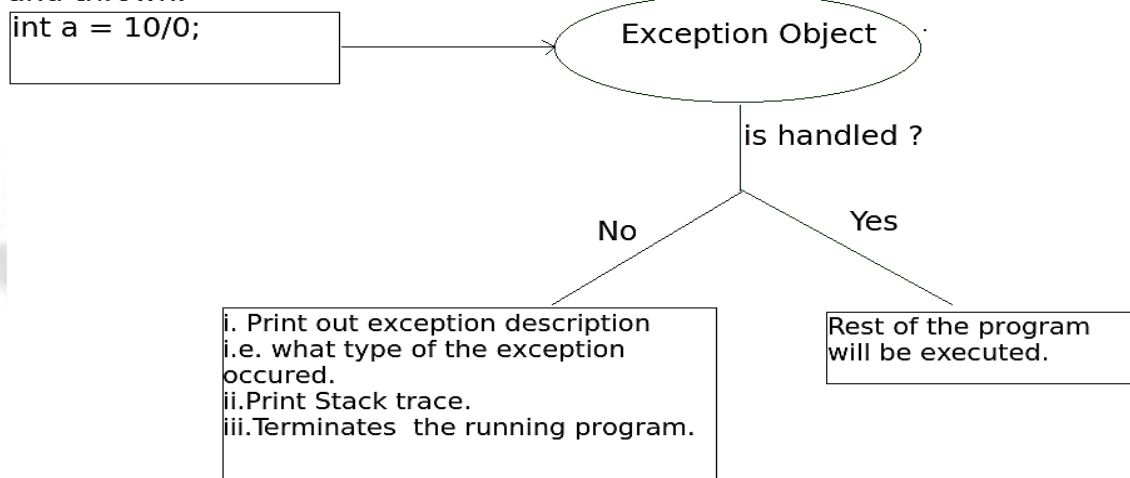 int a = 10/0;
Exception Object
is handled ?
No
Yes
i. Print out exception description
i.e. what type of the exception
occured.
ii.Print Stack trace.
iii.Terminates the running program.
Rest of the program
will be executed.